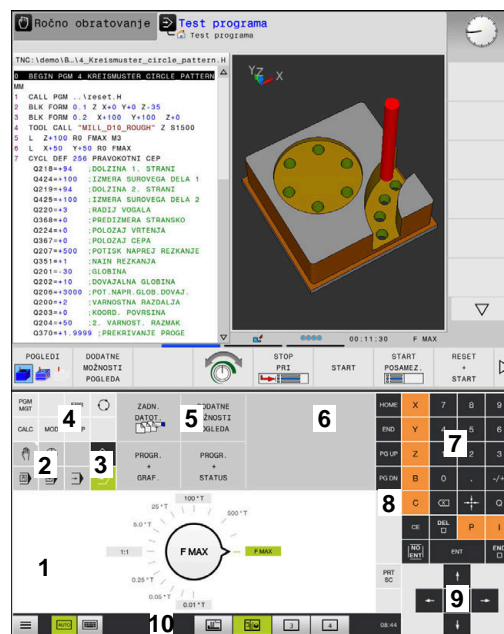 Ročno obratovanje
Test programa
Test programa
TNC:\demo\B...\4_Kreismuster_circle_pattern.H
0 BEGIN PGM 4_KREISMUSTER_CIRCLE_PATTERN
MM
1 CALL PGM ..\reset.H
2 BLK FORM 0.1 Z X+0 Y+0 Z-35
3 BLK FORM 0.2 X+100 Y+100 Z+0
4 TOOL CALL "MILL_D10_ROUGH" Z S1500
5 L Z+100 R0 FMAX M3
6 L X+50 Y+50 R0 FMAX
7 CYCL DEF 256 PRAVOKOTNI CEP
Q218=+94 ;DOLZINA 1. STRANI
Q424=+100 ;IZMERA SUROVEGA DELA 1
Q219=+94 ;DOLZINA 2. STRANI
Q425=+100 ;IZMERA SUROVEGA DELA 2
Q220=+3 ;RADIJ VOGALA
Q368=+0 ;PREDIZMERA STRANSKO
Q224=+0 ;POLOZAJ VRTENJA
Q367=+0 ;POLOZAJ CEPA
Q207=+500 ;POTISK NAPREJ REZKANJE
Q351=+1 ;NAIN REZKANJA
Q201=-30 ;GLOBINA
Q202=+10 ;DOVAJALNA GLOBINA
Q206=+3000 ;POT.NAPR.GLOB.DOVAJ.
Q200=+2 ;VARNOSTNA RAZDALJA
Q203=+0 ;KOORD. POVRSINA
Q204=+50 ;2. VARNOST. RAZMAK
Q370=+1.9999 ;PREKRIVANJE PROGE
Y Z X
00:11:30 F MAX
POGLEDI
DODATNE
MOŽNOSTI
POGLEDA
STOP
PRI
START
START
POSAMEZ.
RESET
+
START
PGM
MGT
CALC
MOD
ZADN.
DATOT.
MOŽNOSTI
POGLEDA
PROGR.
+
GRAF.
PROGR.
+
STATUS
1
2
3
4
5
6
7
8
9
10
HOME X 7 8 9
END Y 5 6
PG UP Z 2 3
PG DN B 0 . -/+
C Q
CE DEL P I
NO
ENT
ENT
END
PRT
SC
0.01°T
0.05°T
0.25°T
1:1
5.0°T
25°T
100°T
500°T
F MAX
F MAX
AUTO
3
4
08:44